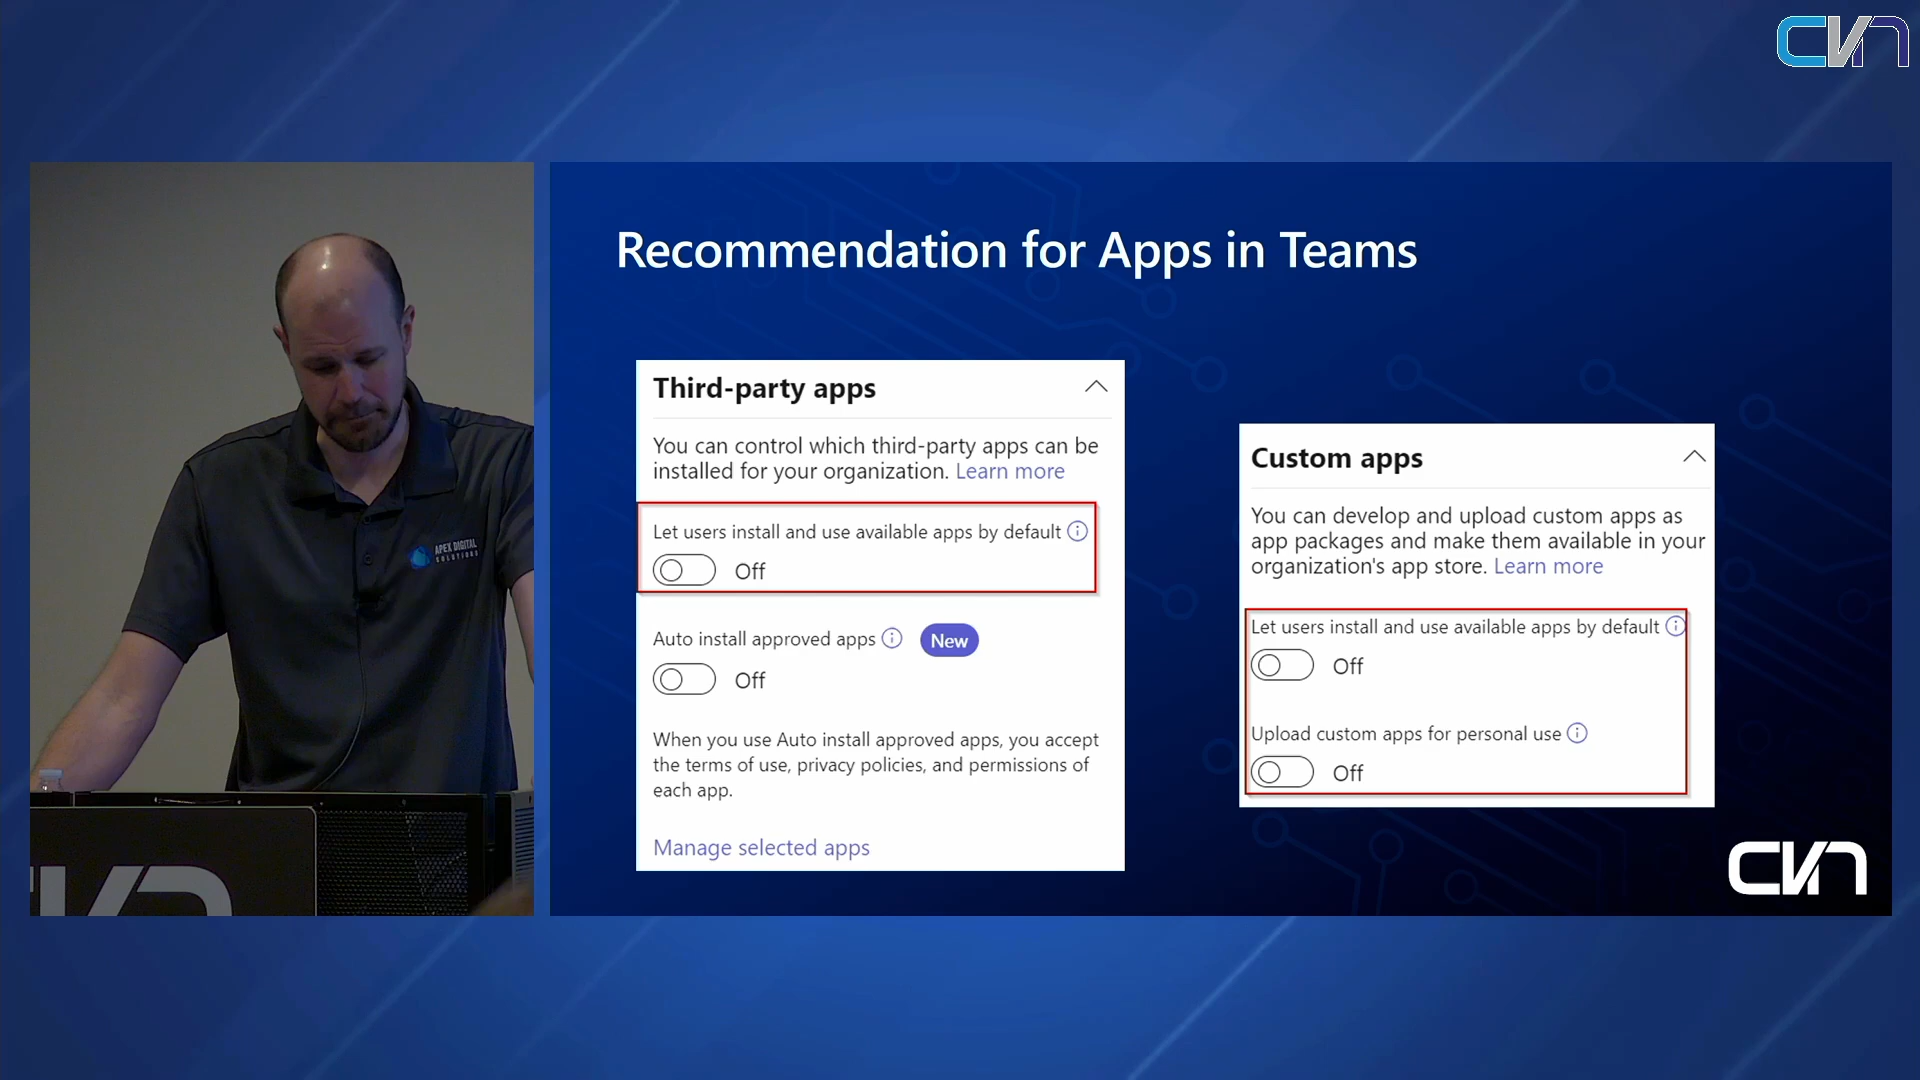 CVN
APEX DIGITAL
SOLUTIONS
Recommendation for Apps in Teams
Third-party apps
You can control which third-party apps can be
installed for your organization. Learn more
Let users install and use available apps by default
Off
Auto install approved apps New
Off
When you use Auto install approved apps, you accept
the terms of use, privacy policies, and permissions of
each app.
Manage selected apps
Custom apps
You can develop and upload custom apps as
app packages and make them available in your
organization's app store. Learn more
Let users install and use available apps by default
Off
Upload custom apps for personal use
Off
CVN